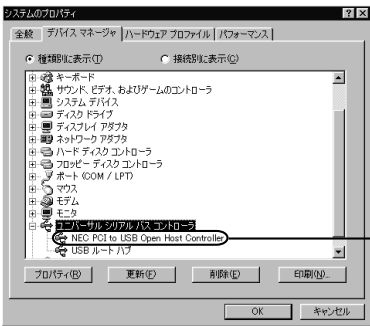 システムのプロパティ
全般 デバイス マネージャ ハードウェア プロファイル パフォーマンス
種類別に表示(T) 接続別に表示(C)
キーボード
サウンド、ビデオ、およびゲームのコントローラ
システム デバイス
ディスク ドライブ
ディスプレイ アダプタ
ネットワーク アダプタ
ハード ディスク コントローラ
フロッピー ディスク コントローラ
ポート (COM / LPT)
マウス
モデム
モニタ
ユニバーサル シリアル バス コントローラ
NEC PCI to USB Open Host Controller
USB ルート ハブ
プロパティ(R) 更新(F) 削除(E) 印刷(N)...
OK キャンセル